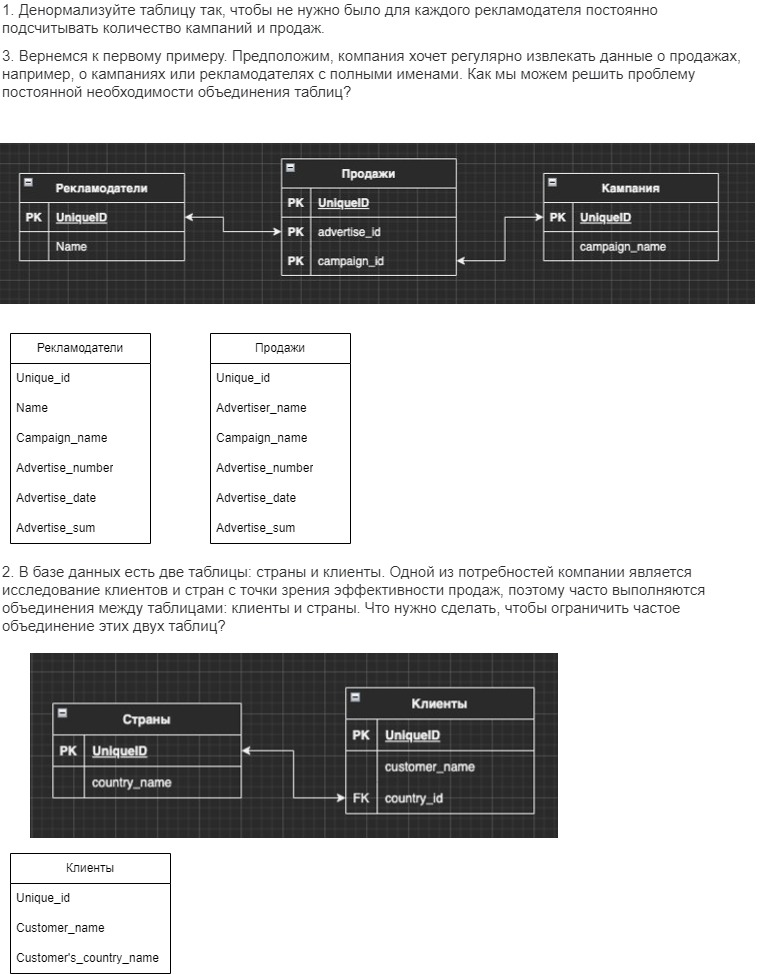 1. Денормализуйте таблицу так, чтобы не нужно было для каждого рекламодателя постоянно
подсчитывать количество кампаний и продаж.
3. Вернемся к первому примеру. Предположим, компания хочет регулярно извлекать данные о продажах,
например, о кампаниях или рекламодателях с полными именами. Как мы можем решить проблему
постоянной необходимости объединения таблиц?
Рекламодатели
PK UniqueID
Name
Продажи
PK UniqueID
PK advertise_id
PK campaign_id
Кампания
PK UniqueID
campaign_name
Рекламодатели
Unique_id
Name
Campaign_name
Advertise_number
Advertise_date
Advertise_sum
Продажи
Unique_id
Advertiser_name
Campaign_name
Advertise_number
Advertise_date
Advertise_sum
2. В базе данных есть две таблицы: страны и клиенты. Одной из потребностей компании является
исследование клиентов и стран с точки зрения эффективности продаж, поэтому часто выполняются
объединения между таблицами: клиенты и страны. Что нужно сделать, чтобы ограничить частое
объединение этих двух таблиц?
Страны
PK UniqueID
country_name
Клиенты
PK UniqueID
customer_name
FK country_id
Клиенты
Unique_id
Customer_name
Customer's_country_name